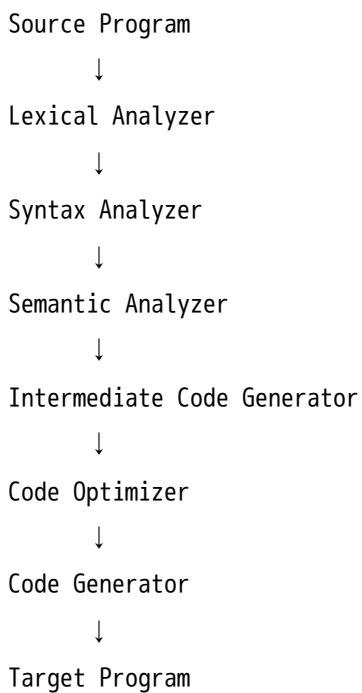 Source Program
↓
Lexical Analyzer
↓
Syntax Analyzer
↓
Semantic Analyzer
↓
Intermediate Code Generator
↓
Code Optimizer
↓
Code Generator
↓
Target Program